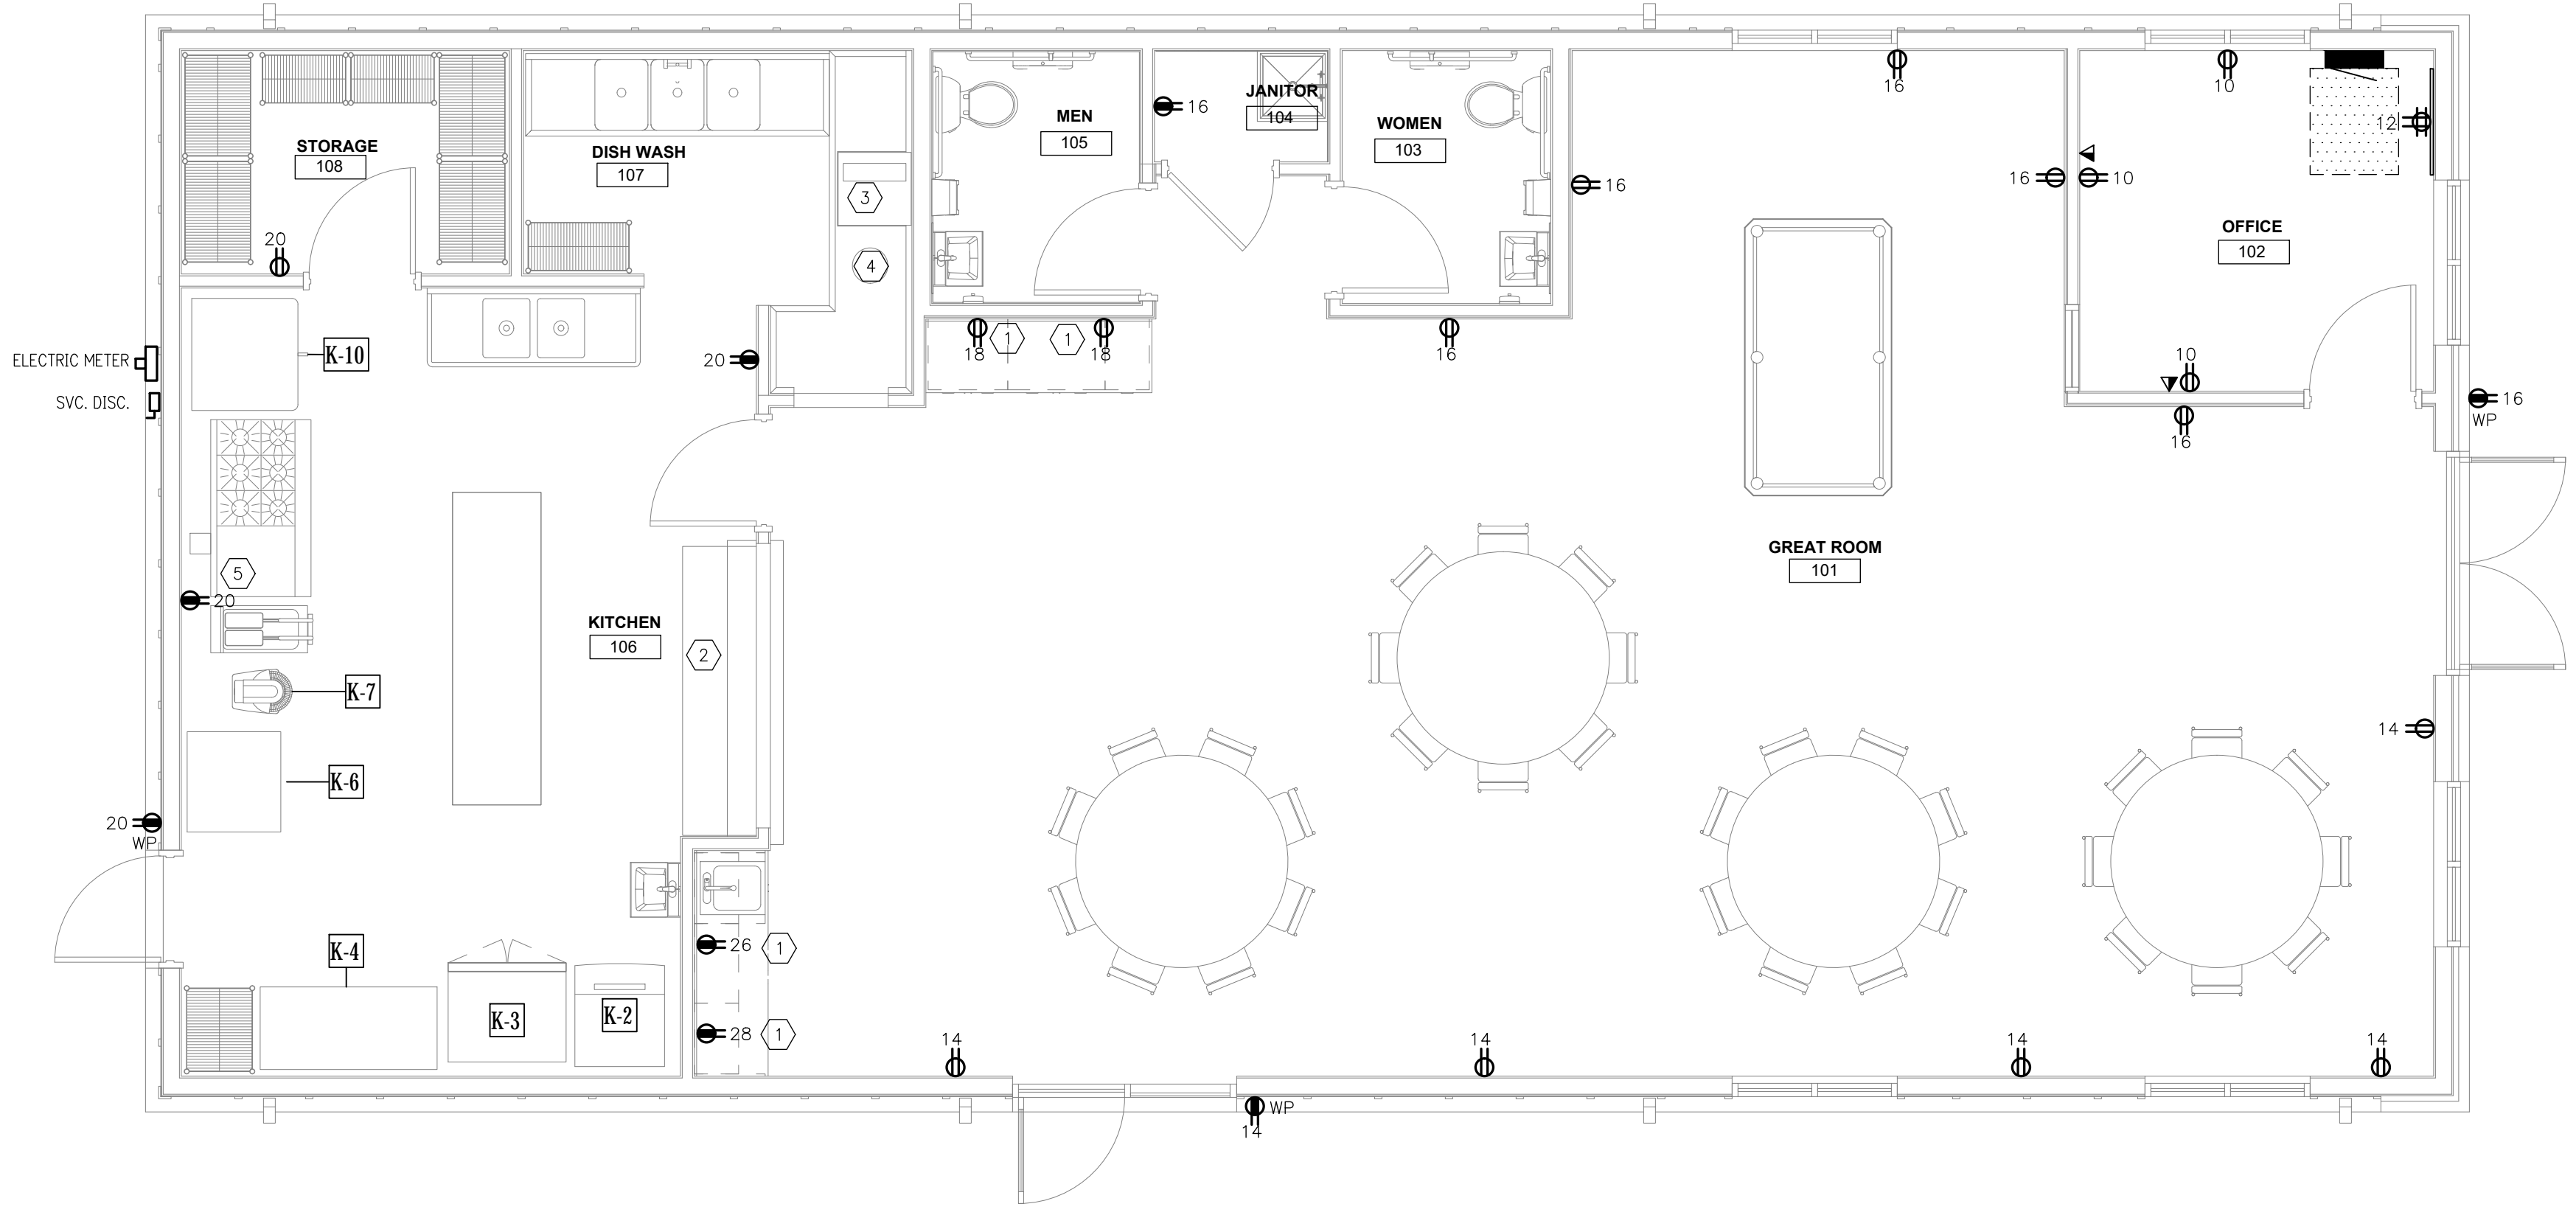 16
10
12
16
JANITOR
104
MEN
105
WOMEN
103
STORAGE
108
DISH WASH
107
3
16
16
10
OFFICE
102
20
4
ELECTRIC METER
K-10
20
18
1
1
18
16
10
SVC. DISC.
16
WP
16
GREAT ROOM
101
5
20
KITCHEN
106
2
K-7
14
K-6
20
WP
K-4
26
1
K-3
K-2
28
1
14
14
14
14
WP
14